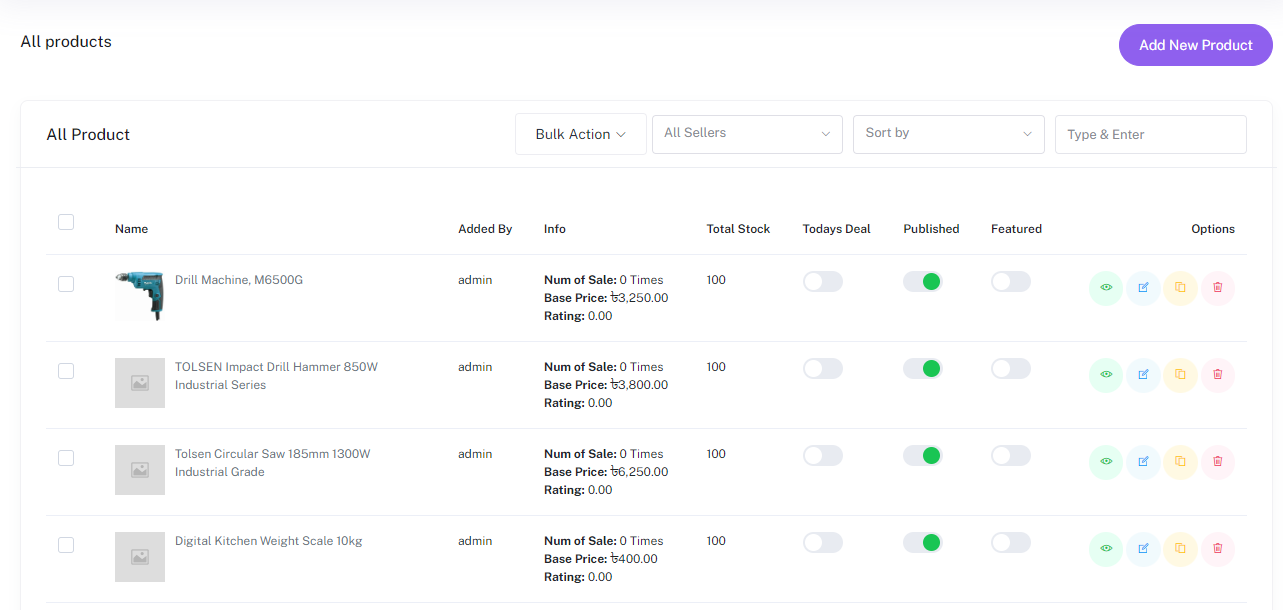 All products
Add New Product
All Product
Bulk Action
All Sellers
Sort by
Type & Enter
Name
Added By
Info
Total Stock
Todays Deal
Published
Featured
Options
Drill Machine, M6500G
admin
Num of Sale: 0 Times
Base Price: ৳3,250.00
Rating: 0.00
100
TOLSEN Impact Drill Hammer 850W
Industrial Series
admin
Num of Sale: 0 Times
Base Price: ৳3,800.00
Rating: 0.00
100
Tolsen Circular Saw 185mm 1300W
Industrial Grade
admin
Num of Sale: 0 Times
Base Price: ৳6,250.00
Rating: 0.00
100
Digital Kitchen Weight Scale 10kg
admin
Num of Sale: 0 Times
Base Price: ৳400.00
Rating: 0.00
100